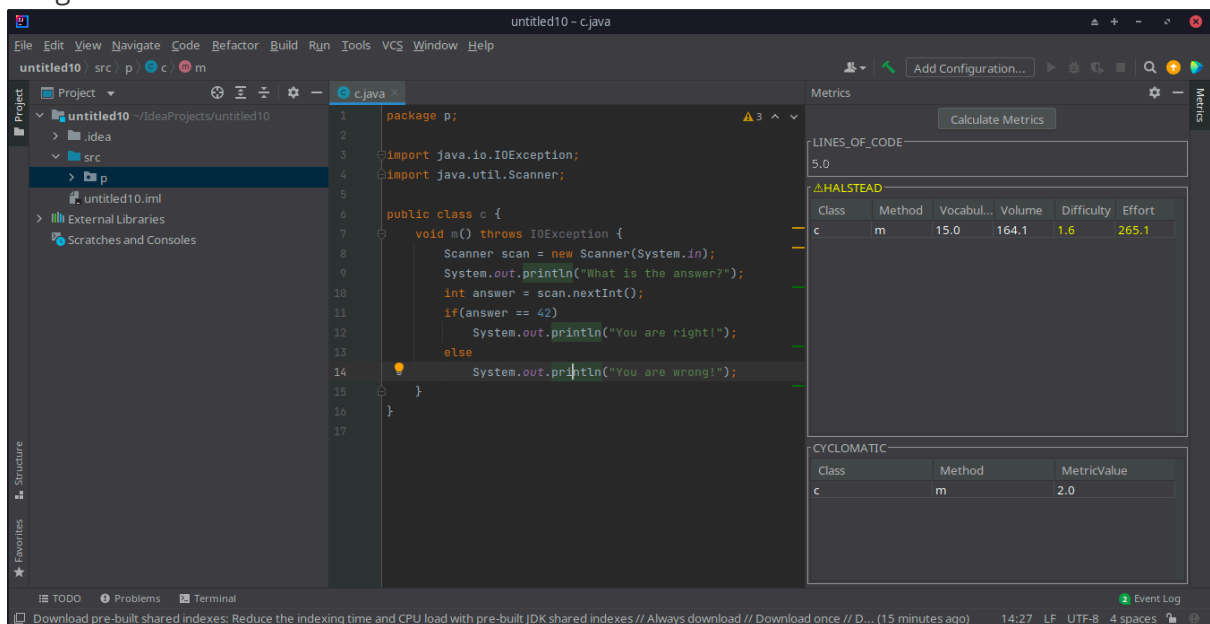 untitled10 – c.java
File Edit View Navigate Code Refactor Build Run Tools VCS Window Help
untitled10 src p c m
Add Configuration...
Project
Project
c.java
Metrics
Metrics
untitled10 ~/IdeaProjects/untitled10
.idea
src
p
untitled10.iml
External Libraries
Scratches and Consoles
1 package p;
3
2
3 import java.io.IOException;
4 import java.util.Scanner;
5
6 public class c {
7 void m() throws IOException {
8 Scanner scan = new Scanner(System.in);
9 System.out.println("What is the answer?");
10 int answer = scan.nextInt();
11 if(answer == 42)
12 System.out.println("You are right!");
13 else
14 System.out.println("You are wrong!");
15 }
16 }
17
Calculate Metrics
LINES_OF_CODE
5.0
⚠HALSTEAD
Class Method Vocabul... Volume Difficulty Effort
c m 15.0 164.1 1.6 265.1
CYCLOMATIC
Class Method MetricValue
c m 2.0
Structure
Favorites
TODO Problems Terminal
2 Event Log
Download pre-built shared indexes: Reduce the indexing time and CPU load with pre-built JDK shared indexes // Always download // Download once // D... (15 minutes ago) 14:27 LF UTF-8 4 spaces